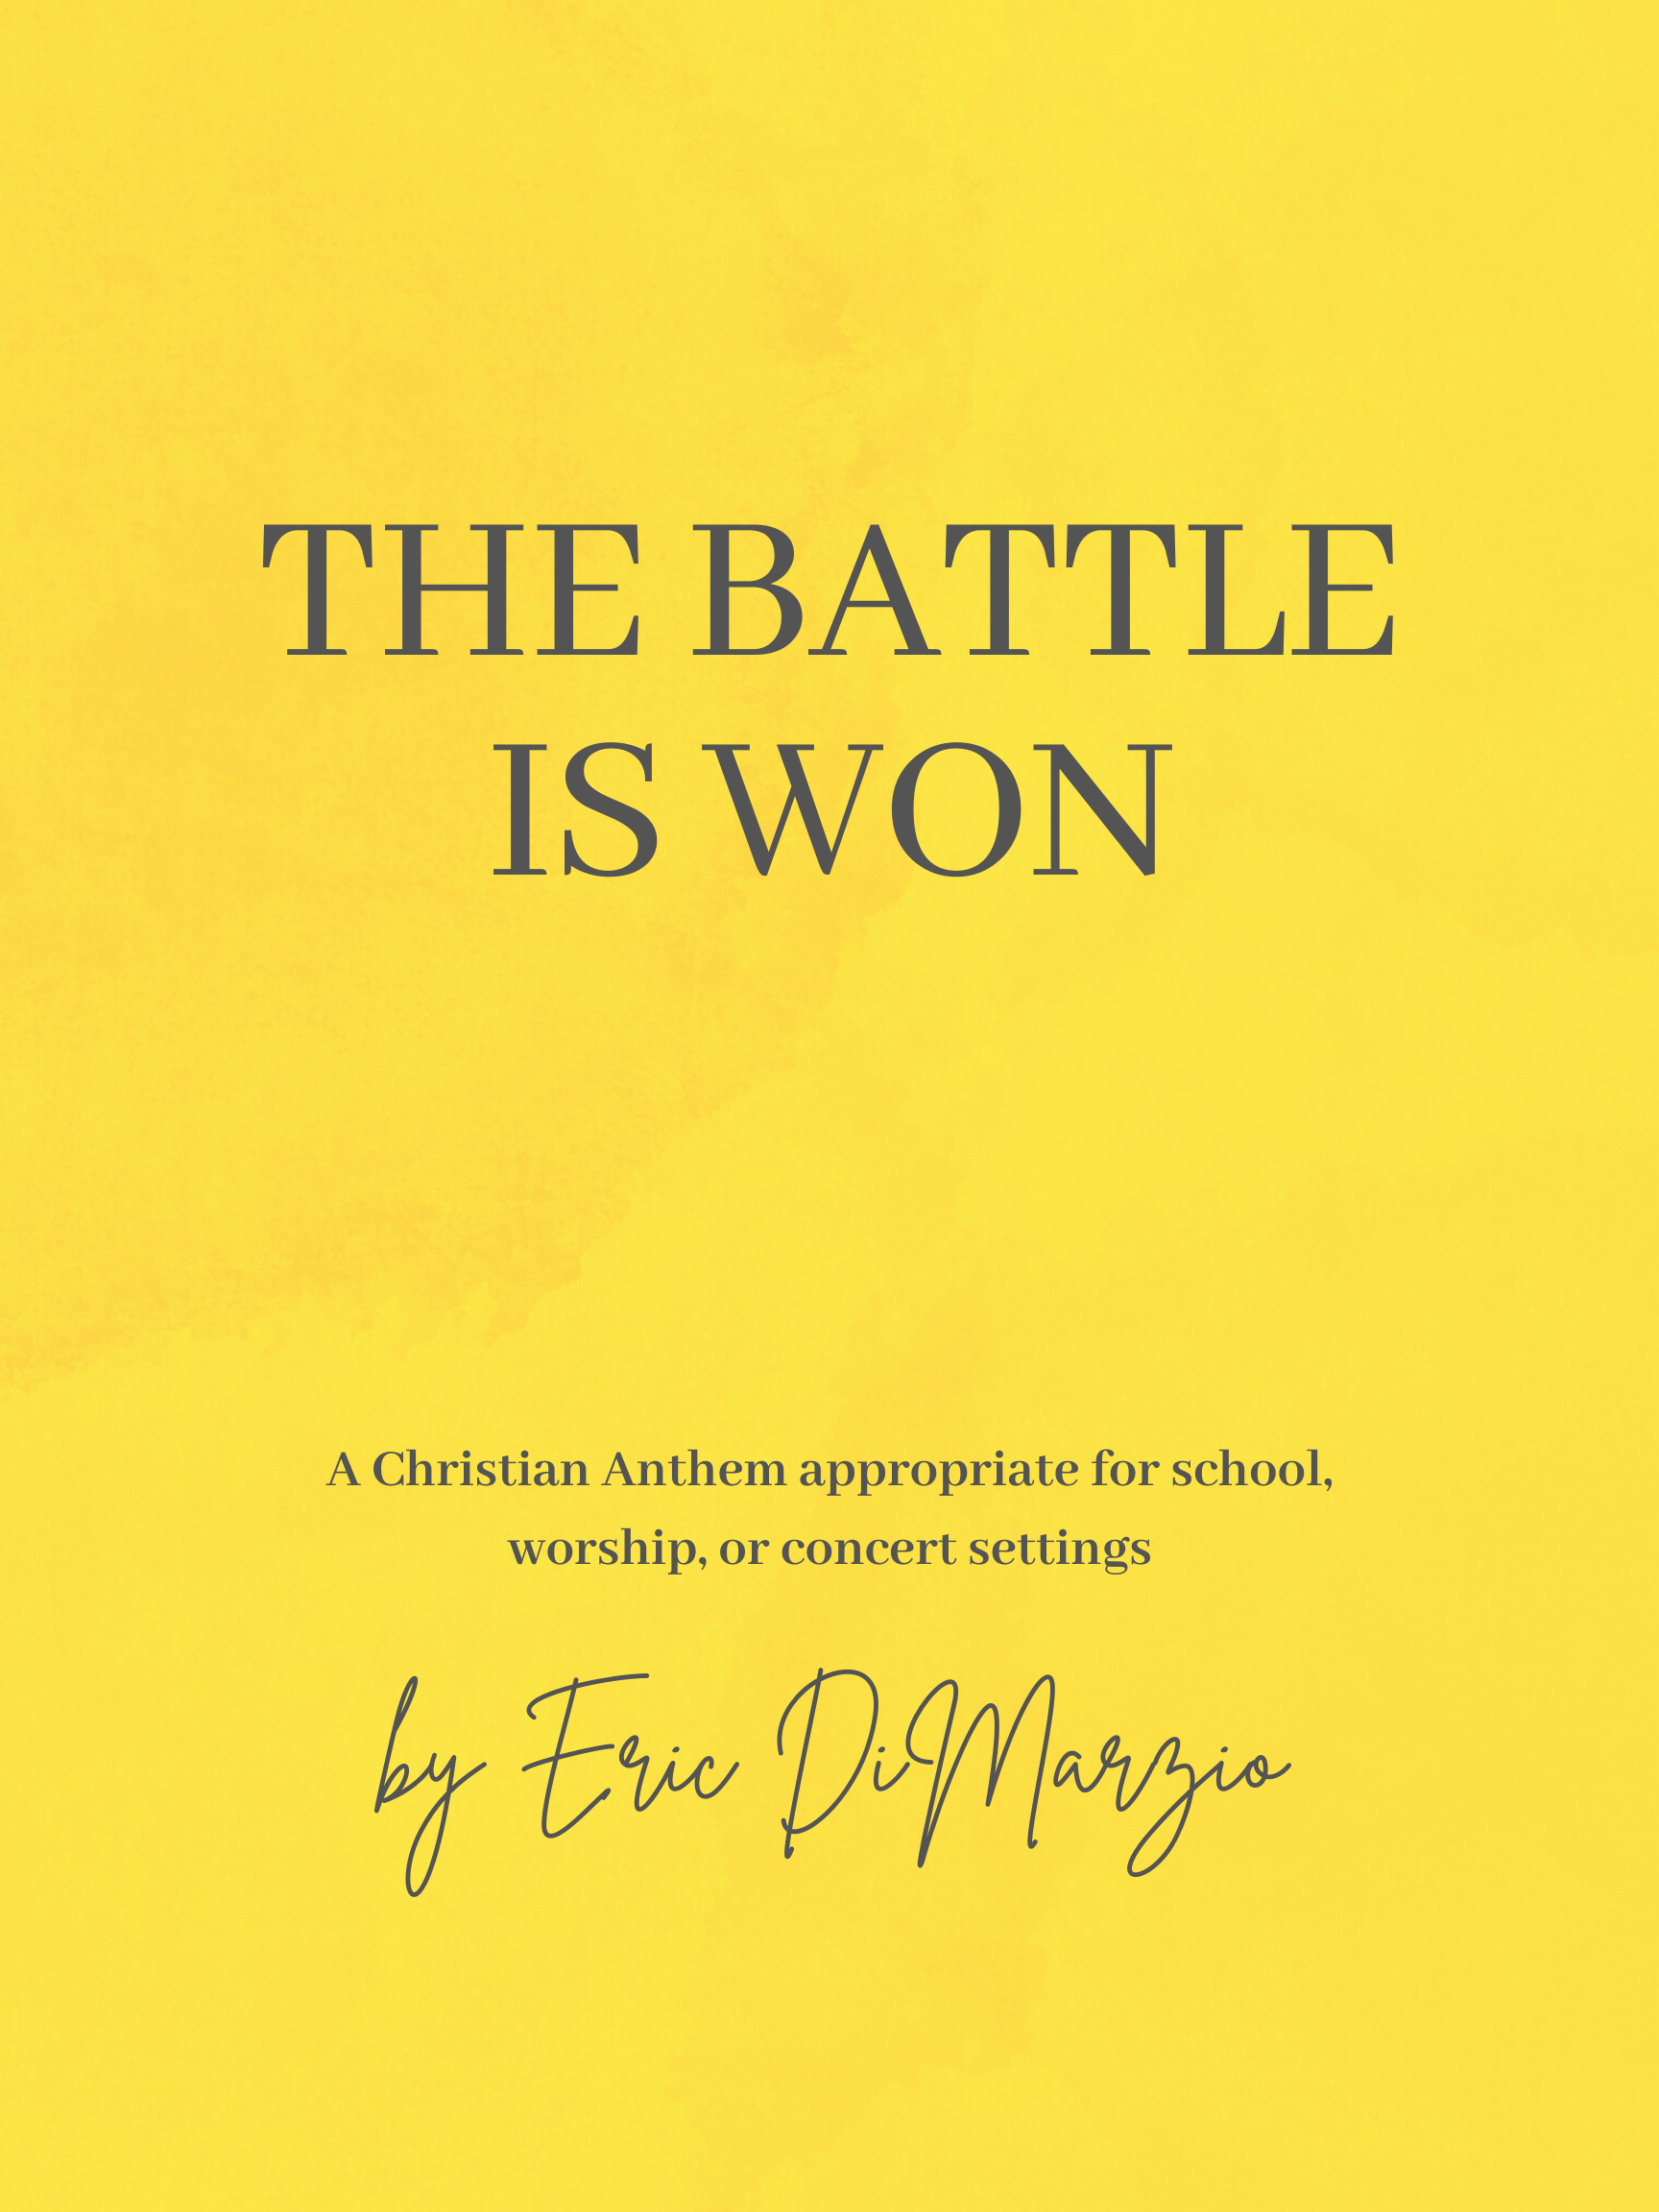 THE BATTLE
IS WON
A Christian Anthem appropriate for school,
worship, or concert settings
by Eric DiMarzio